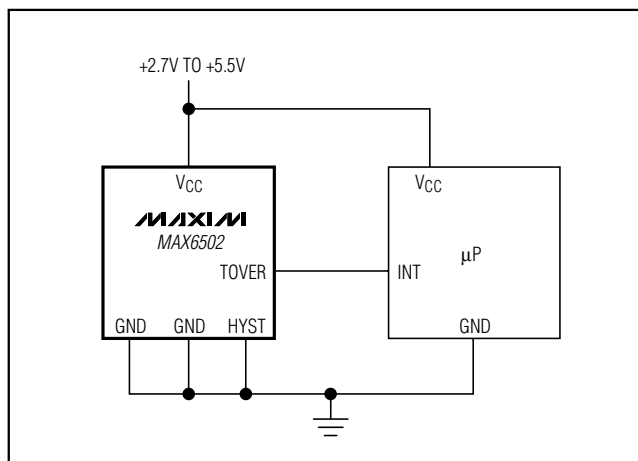 +2.7V TO +5.5V
VCC
VCC
MAXIM
MAX6502
TOVER
INT
μP
GND
GND
HYST
GND